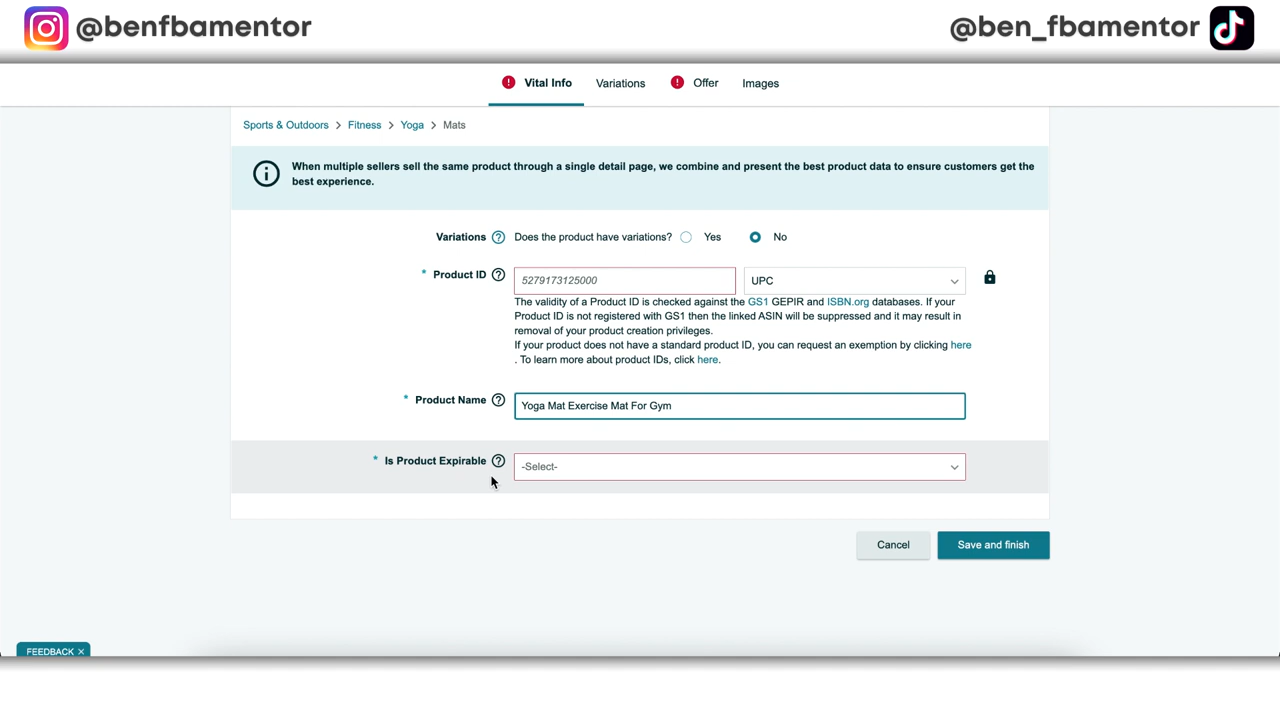 @benfbamentor
@ben_fbamentor
Vital Info
Variations
Offer
Images
Sports & Outdoors > Fitness > Yoga > Mats
When multiple sellers sell the same product through a single detail page, we combine and present the best product data to ensure customers get the
best experience.
Variations ? Does the product have variations? Yes No
* Product ID ? 5279173125000 UPC
The validity of a Product ID is checked against the GS1 GEPIR and ISBN.org databases. If your
Product ID is not registered with GS1 then the linked ASIN will be suppressed and it may result in
removal of your product creation privileges.
If your product does not have a standard product ID, you can request an exemption by clicking here
. To learn more about product IDs, click here.
* Product Name ? Yoga Mat Exercise Mat For Gym
* Is Product Expirable ? -Select-
Cancel
Save and finish
FEEDBACK ×